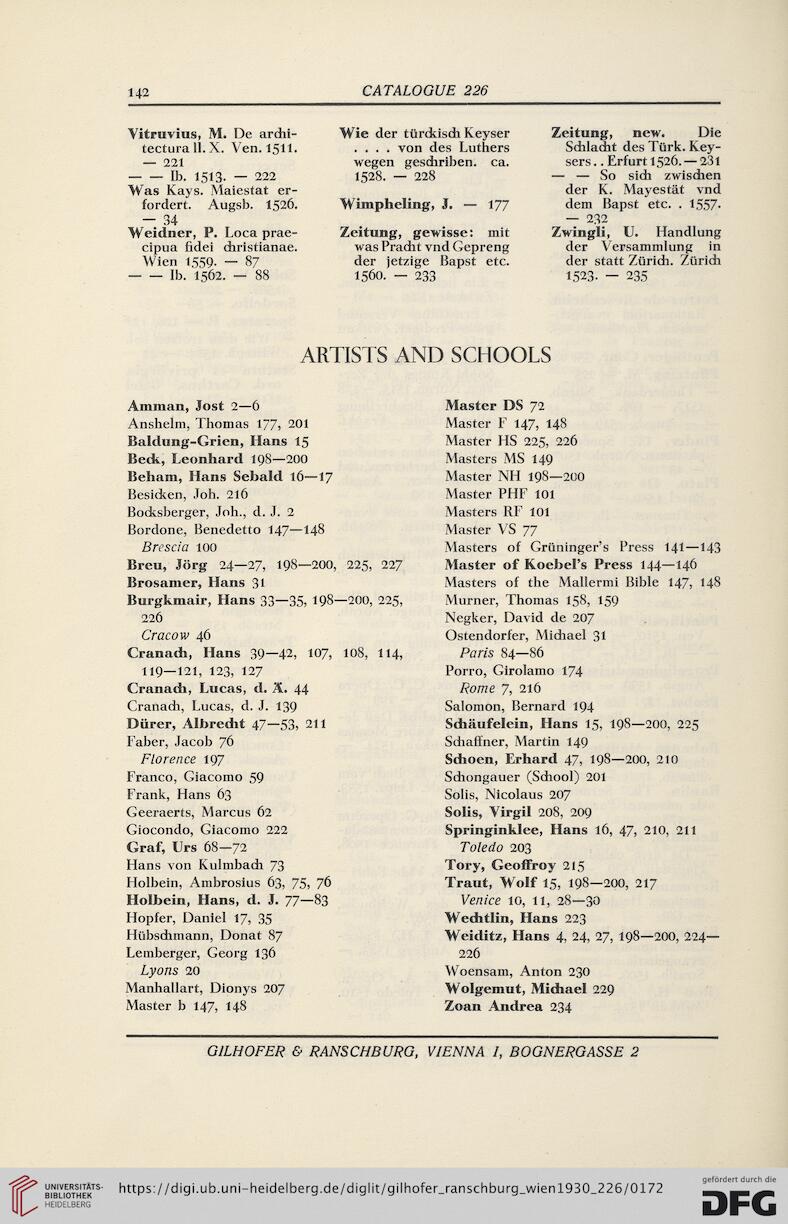 142
CATALOGUE 226
Vitruvius, M. De archi-
tectura ll. X. Ven. 1511.
— 221
— — Ib. 1513. — 222
Was Kays. Maiestat er-
fordert. Augsb. 1526.
— 34
Weidner, P. Loca prae-
cipua fidei christianae.
Wien 1559. — 87
— — Ib. 1562. — 88
Wie der türckisch Keyser
. . . . von des Luthers
wegen geschriben. ca.
1528. — 228
Wimpheling, J. — 177
Zeitung, gewisse: mit
was Pracht vnd Gepreng
der jetzige Bapst etc.
1560. — 233
Zeitung, new. Die
Schlacht des Türk. Key-
sers . . Erfurt 1526. — 231
— — So sich zwischen
der K. Mayestät vnd
dem Bapst etc. . 1557.
— 232
Zwingli, U. Handlung
der Versammlung in
der statt Zürich. Zürich
1523. — 235
ARTISTS AND SCHOOLS
Amman, Jost 2—6
Anshelm, Thomas 177, 201
Baldung-Grien, Hans 15
Beck, Leonhard 198—200
Beham, Hans Sebald 16—17
Besicken, Joh. 216
Bocksberger, Joh., d. J. 2
Bordone, Benedetto 147—148
Brescia 100
Breu, Jörg 24—27, 198—200, 225, 227
Brosamer, Hans 31
Burgkmair, Hans 33—35, 198—200, 225,
226
Cracow 46
Cranach, Hans 39—42, 107, 108, 114,
119—121, 123, 127
Cranach, Lucas, d. Ä. 44
Cranach, Lucas, d. J. 139
Dürer, Albrecht 47—53, 211
Faber, Jacob 76
Florence 197
Franco, Giacomo 59
Frank, Hans 63
Geeraerts, Marcus 62
Giocondo, Giacomo 222
Graf, Urs 68—72
Hans von Kulmbach 73
Holbein, Ambrosius 63, 75, 76
Holbein, Hans, d. J. 77—83
Hopfer, Daniel 17, 35
Hübschmann, Donat 87
Lemberger, Georg 136
Lyons 20
Manhallart, Dionys 207
Master b 147, 148
Master DS 72
Master F 147, 148
Master HS 225, 226
Masters MS 149
Master NH 198—200
Master PHF 101
Masters RF 101
Master VS 77
Masters of Grüninger's Press 141—143
Master of Koebel's Press 144—146
Masters of the Mallermi Bible 147, 148
Murner, Thomas 158, 159
Negker, David de 207
Ostendorfer, Michael 31
Paris 84—86
Porro, Girolamo 174
Rome 7, 216
Salomon, Bernard 194
Schäufelein, Hans 15, 198—200, 225
Schaffner, Martin 149
Schoen, Erhard 47, 198—200, 210
Schongauer (School) 201
Solis, Nicolaus 207
Solis, Virgil 208, 209
Springinklee, Hans 16, 47, 210, 211
Toledo 203
Tory, Geoffroy 215
Traut, Wolf 15, 198—200, 217
Venice 10, 11, 28—30
Wechtlin, Hans 223
Weiditz, Hans 4, 24, 27, 198—200, 224—
226
Woensam, Anton 230
Wolgemut, Michael 229
Zoan Andrea 234
GILHOFER & RANSCHBURG, VIENNA I, BOGNERGASSE 2
UNIVERSITÄTS-
BIBLIOTHEK
HEIDELBERG
https://digi.ub.uni-heidelberg.de/diglit/gilhofer_ranschburg_wien1930_226/0172
gefördert durch die
DFG